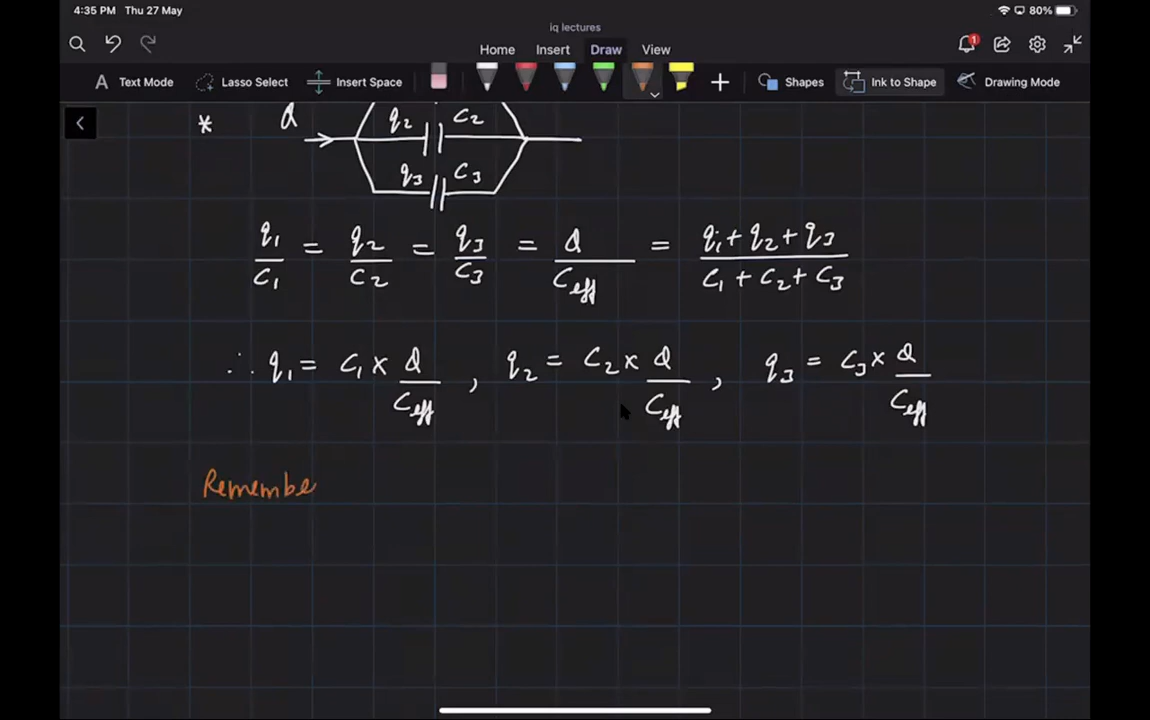 4:35 PM Thu 27 May
80%
iq lectures
Home Insert Draw View
1
A Text Mode Lasso Select Insert Space Shapes Ink to Shape Drawing Mode
* Q q2 C2
q3 C3
q1/C1 = q2/C2 = q3/C3 = Q/Ceff = q1+q2+q3/C1+C2+C3
∴ q1 = C1 × Q/Ceff , q2 = C2 × Q/Ceff , q3 = C3 × Q/Ceff
Remembe